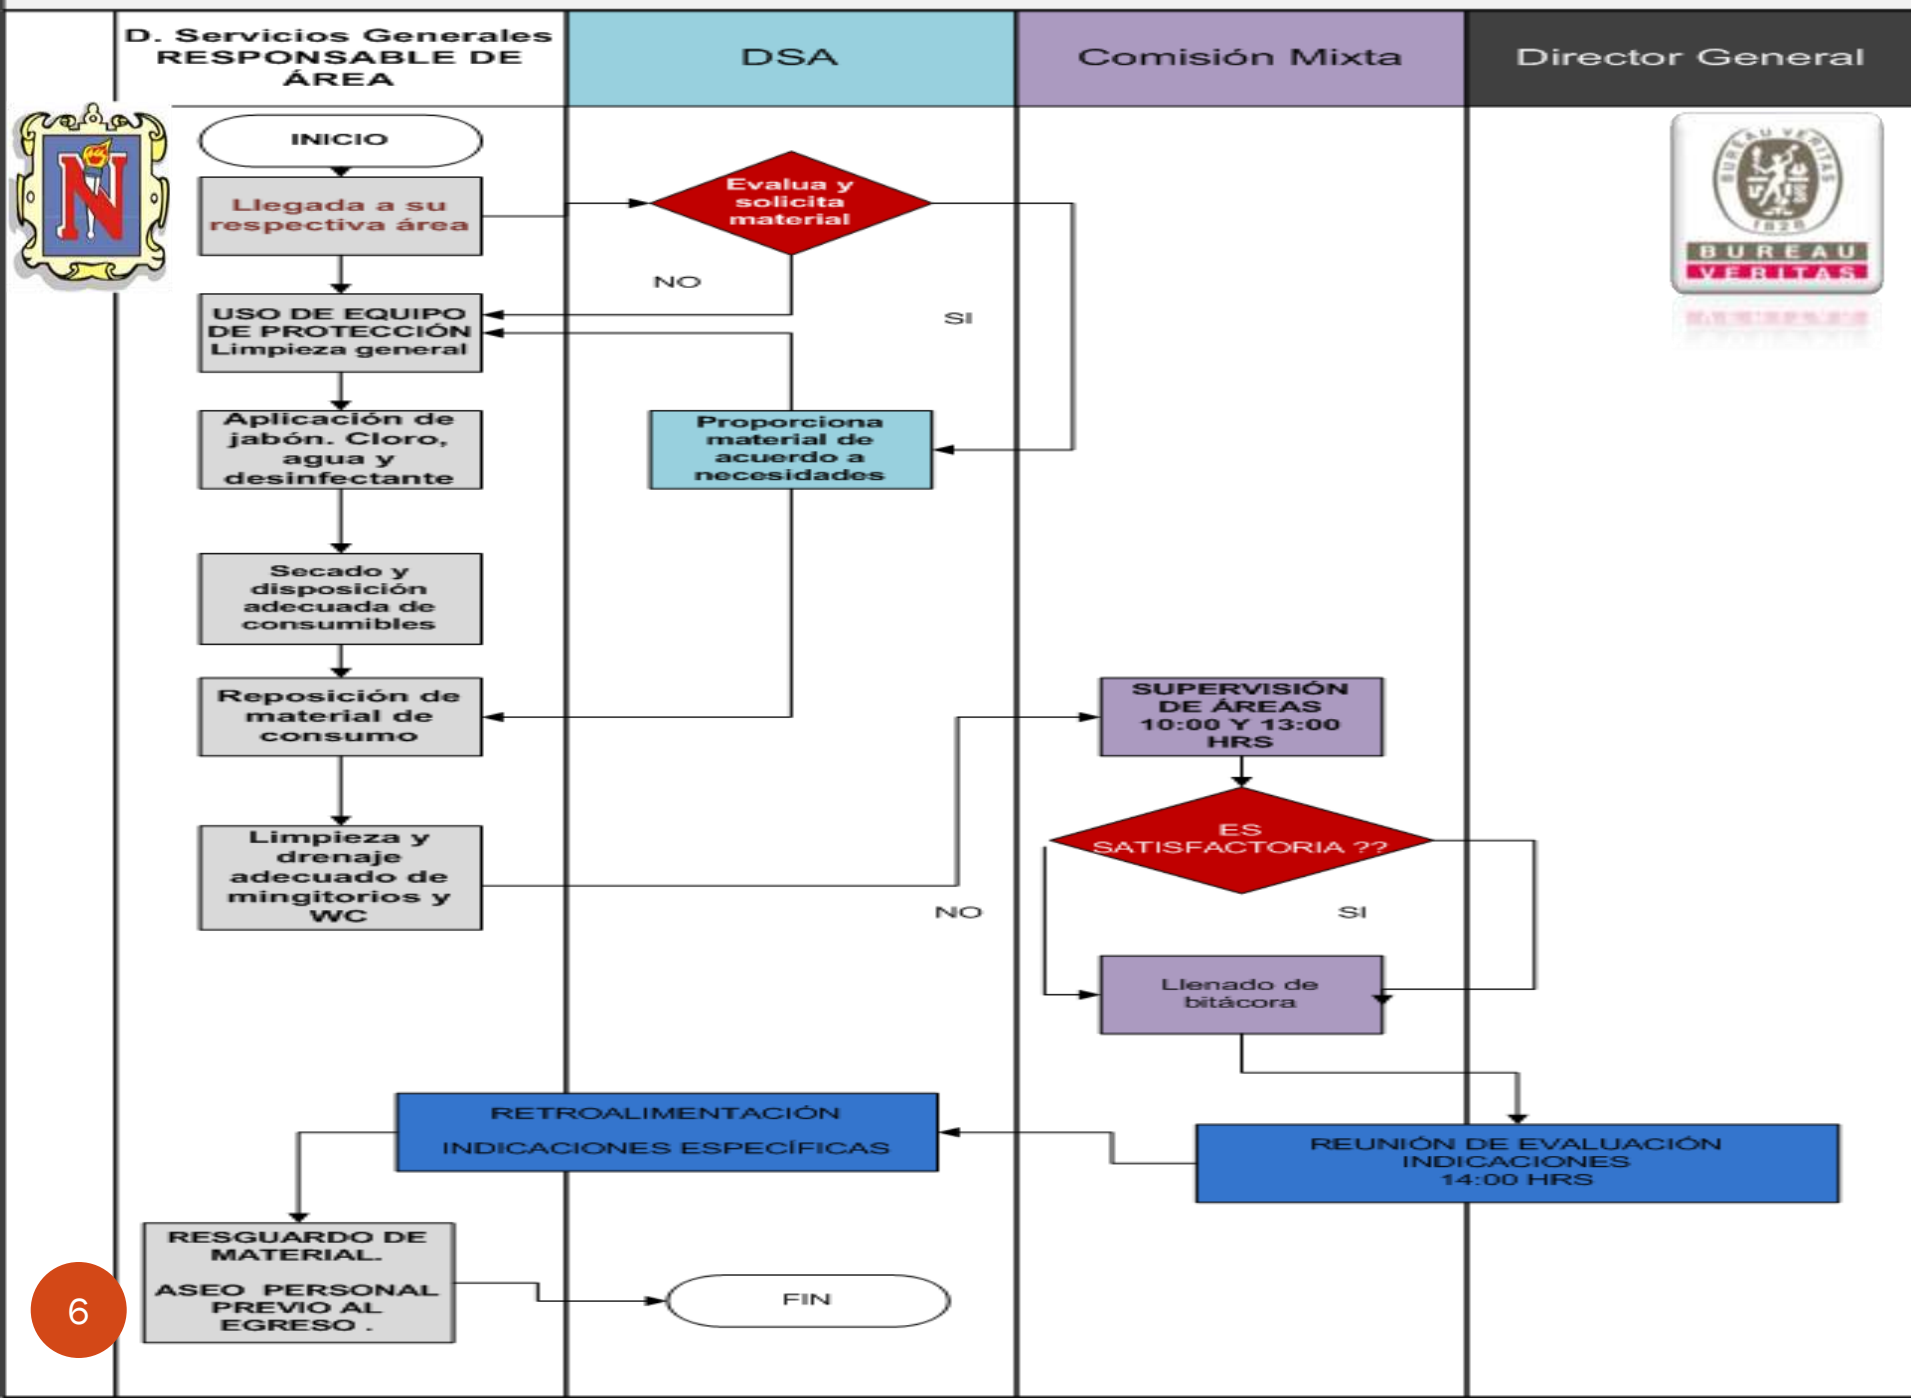 D. Servicios Generales
RESPONSABLE DE
ÁREA
DSA
Comisión Mixta
Director General
INICIO
Llegada a su
respectiva área
Evalua y
solicita
material
N
BUREAU VERITAS
1828
BUREAU
VERITAS
NO
SI
USO DE EQUIPO
DE PROTECCIÓN
Limpieza general
Aplicación de
jabón. Cloro,
agua y
desinfectante
Proporciona
material de
acuerdo a
necesidades
Secado y
disposición
adecuada de
consumibles
Reposición de
material de
consumo
SUPERVISIÓN
DE ÁREAS
10:00 Y 13:00
HRS
Limpieza y
drenaje
adecuado de
mingitorios y
WC
ES
SATISFACTORIA ??
NO
SI
Llenado de
bitácora
RETROALIMENTACIÓN
INDICACIONES ESPECÍFICAS
REUNIÓN DE EVALUACIÓN
INDICACIONES
14:00 HRS
RESGUARDO DE
MATERIAL.
ASEO PERSONAL
PREVIO AL
EGRESO .
FIN
6